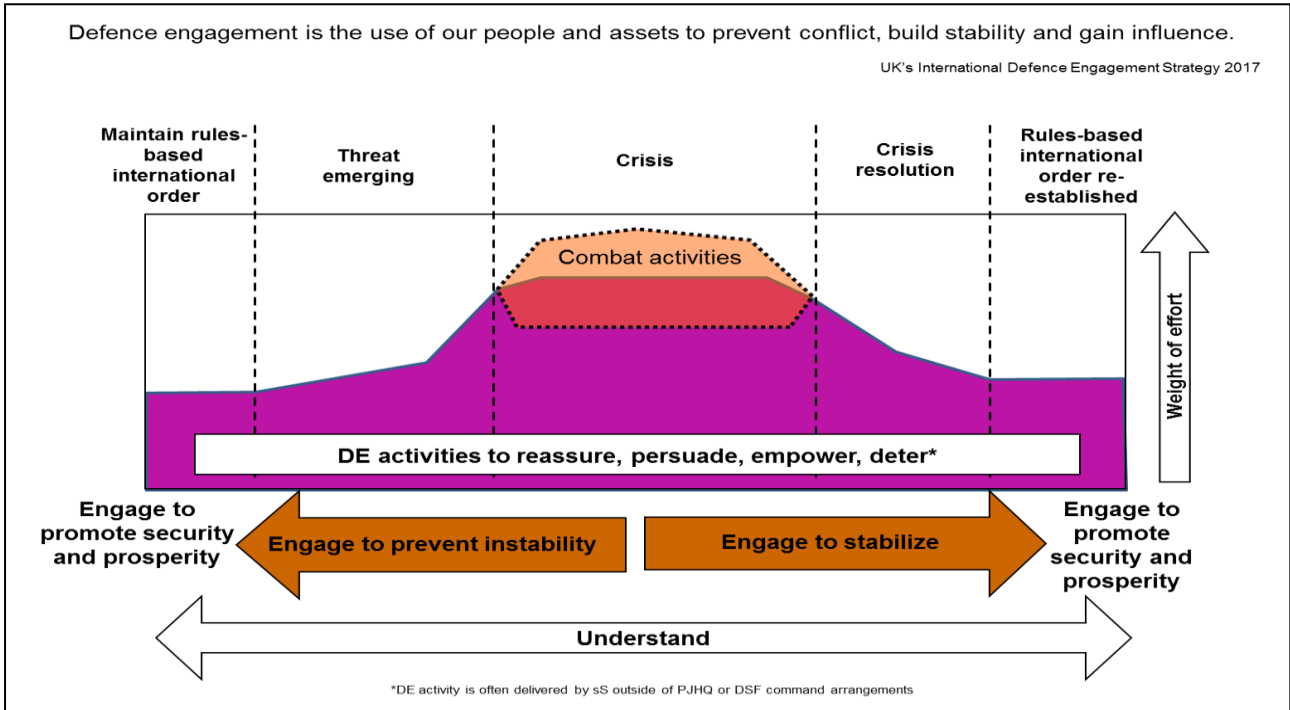 Defence engagement is the use of our people and assets to prevent conflict, build stability and gain influence.
UK's International Defence Engagement Strategy 2017
Maintain rules-
based
international
order
Threat
emerging
Crisis
Crisis
resolution
Rules-based
international
order re-
established
Combat activities
Weight of effort
DE activities to reassure, persuade, empower, deter*
Engage to
promote security
and prosperity
Engage to prevent instability
Engage to stabilize
Engage to
promote
security and
prosperity
Understand
*DE activity is often delivered by sS outside of PJHQ or DSF command arrangements